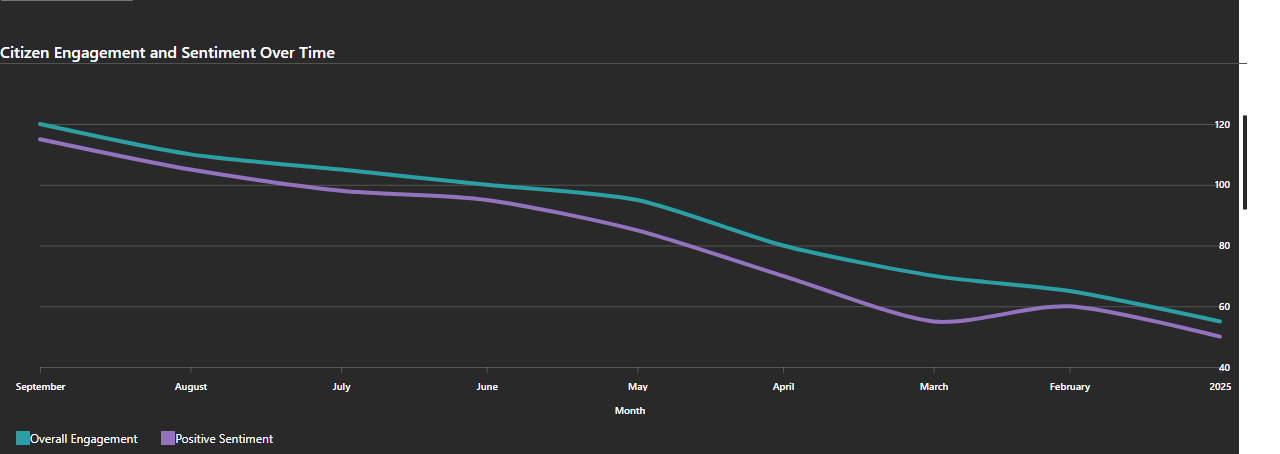 Citizen Engagement and Sentiment Over Time
120
100
80
60
40
September August July June May April March February 2025
Month
Overall Engagement Positive Sentiment